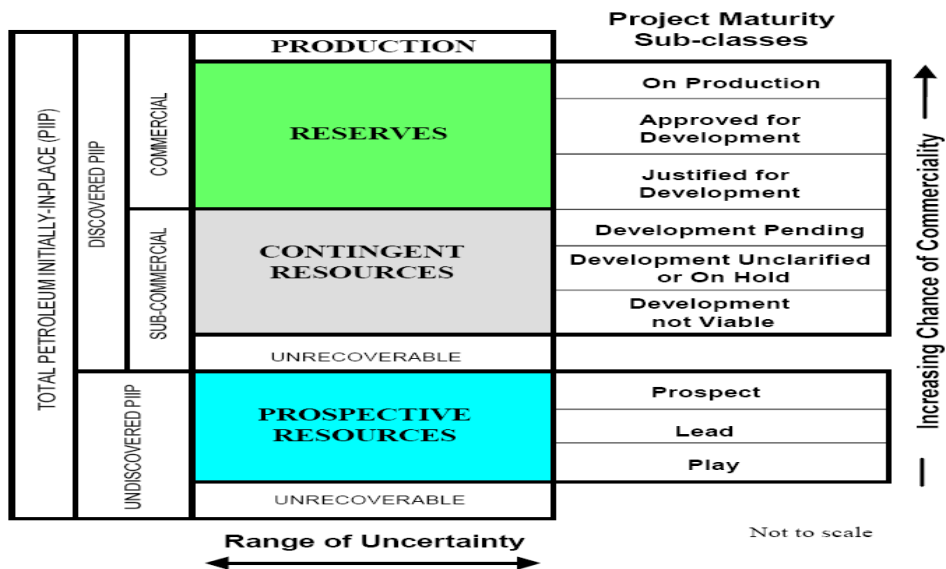 Project Maturity
Sub-classes
PRODUCTION
TOTAL PETROLEUM INITIALLY-IN-PLACE (PIIP)
DISCOVERED PIIP
COMMERCIAL
RESERVES
On Production
Approved for
Development
Justified for
Development
SUB-COMMERCIAL
CONTINGENT
RESOURCES
Development Pending
Development Unclarified
or On Hold
Development
not Viable
UNRECOVERABLE
UNDISCOVERED PIIP
PROSPECTIVE
RESOURCES
Prospect
Lead
Play
UNRECOVERABLE
Increasing Chance of Commerciality
Range of Uncertainty
Not to scale